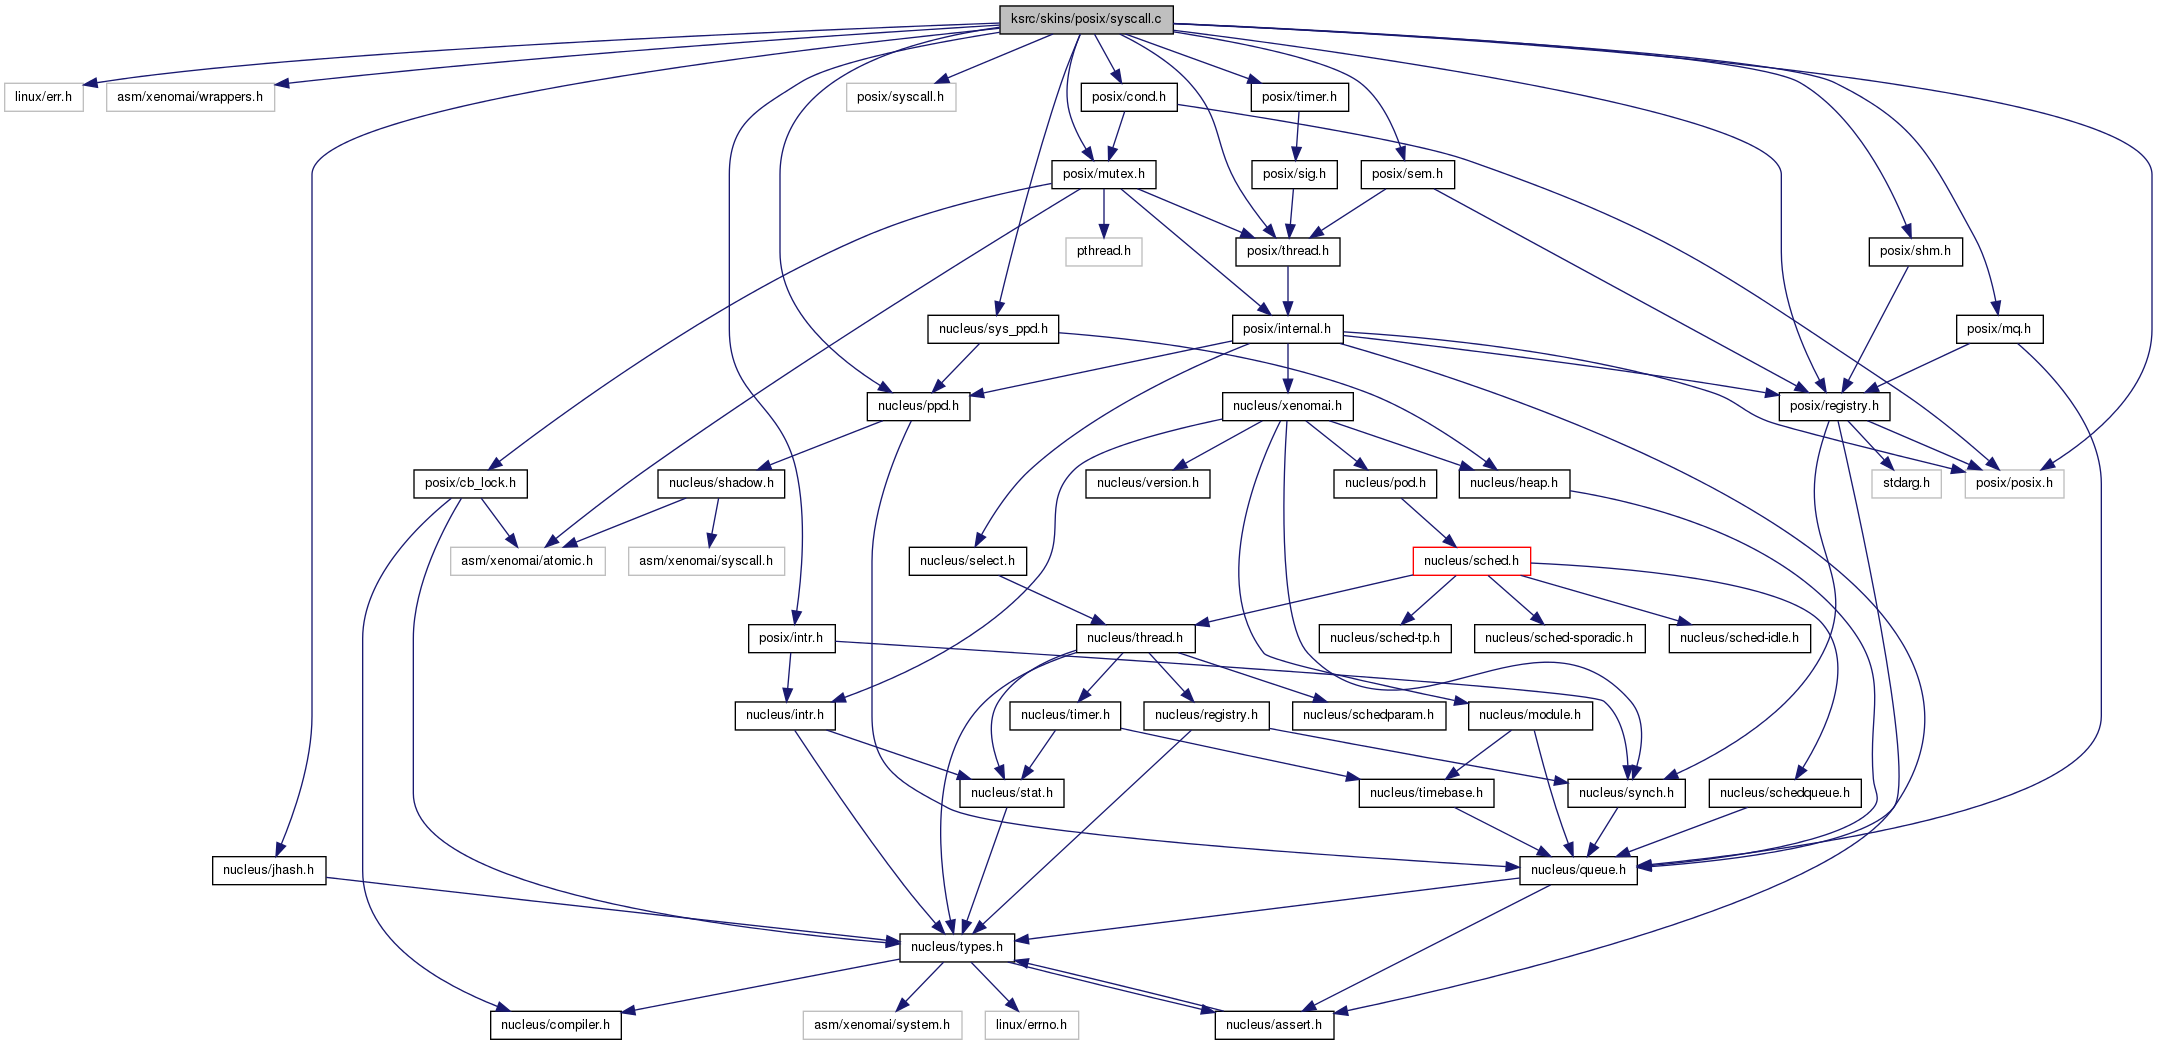 ksrc/skins/posix/syscall.c
linux/err.h
asm/xenomai/wrappers.h
posix/syscall.h
posix/cond.h
posix/timer.h
posix/mutex.h
posix/sig.h
posix/sem.h
pthread.h
posix/thread.h
posix/shm.h
nucleus/sys_ppd.h
posix/internal.h
posix/mq.h
nucleus/ppd.h
nucleus/xenomai.h
posix/registry.h
posix/cb_lock.h
nucleus/shadow.h
nucleus/version.h
nucleus/pod.h
nucleus/heap.h
stdarg.h
posix/posix.h
asm/xenomai/atomic.h
asm/xenomai/syscall.h
nucleus/select.h
nucleus/sched.h
posix/intr.h
nucleus/thread.h
nucleus/sched-tp.h
nucleus/sched-sporadic.h
nucleus/sched-idle.h
nucleus/intr.h
nucleus/timer.h
nucleus/registry.h
nucleus/schedparam.h
nucleus/module.h
nucleus/stat.h
nucleus/timebase.h
nucleus/synch.h
nucleus/schedqueue.h
nucleus/jhash.h
nucleus/queue.h
nucleus/types.h
nucleus/compiler.h
asm/xenomai/system.h
linux/errno.h
nucleus/assert.h